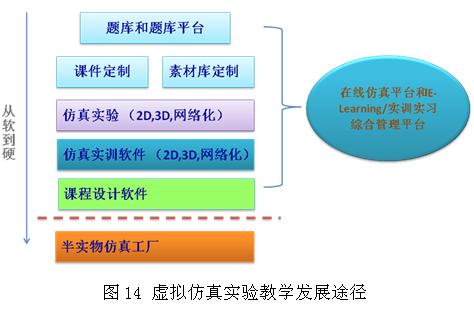 题库和题库平台
课件定制
素材库定制
仿真实验（2D,3D,网络化）
仿真实训软件（2D,3D,网络化）
课程设计软件
半实物仿真工厂
从软到硬
在线仿真平台和E-
Learning/实训实习
综合管理平台
图14 虚拟仿真实验教学发展途径